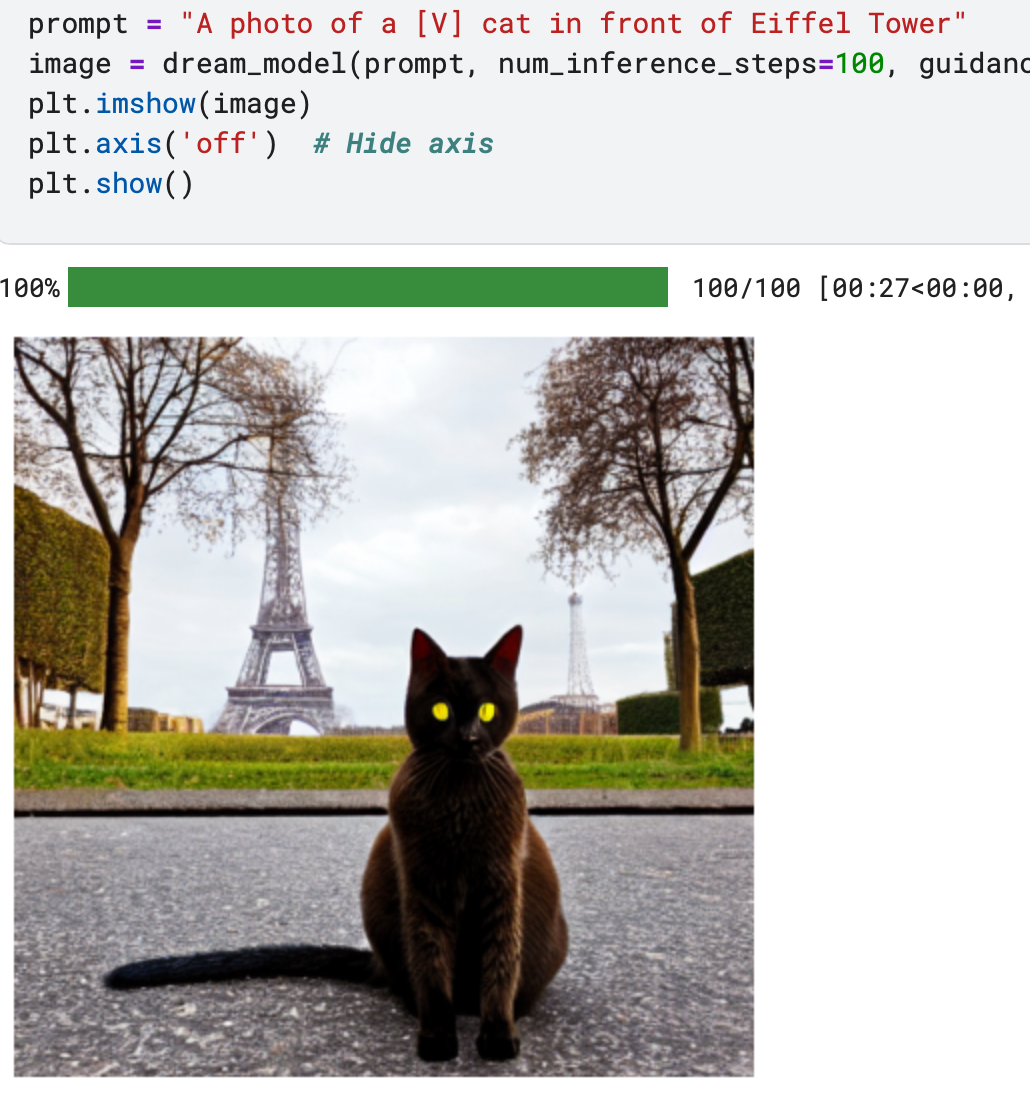 prompt = "A photo of a [V] cat in front of Eiffel Tower"
image = dream_model(prompt, num_inference_steps=100, guidanc
plt.imshow(image)
plt.axis('off')  # Hide axis
plt.show()
100% 100/100 [00:27<00:00,